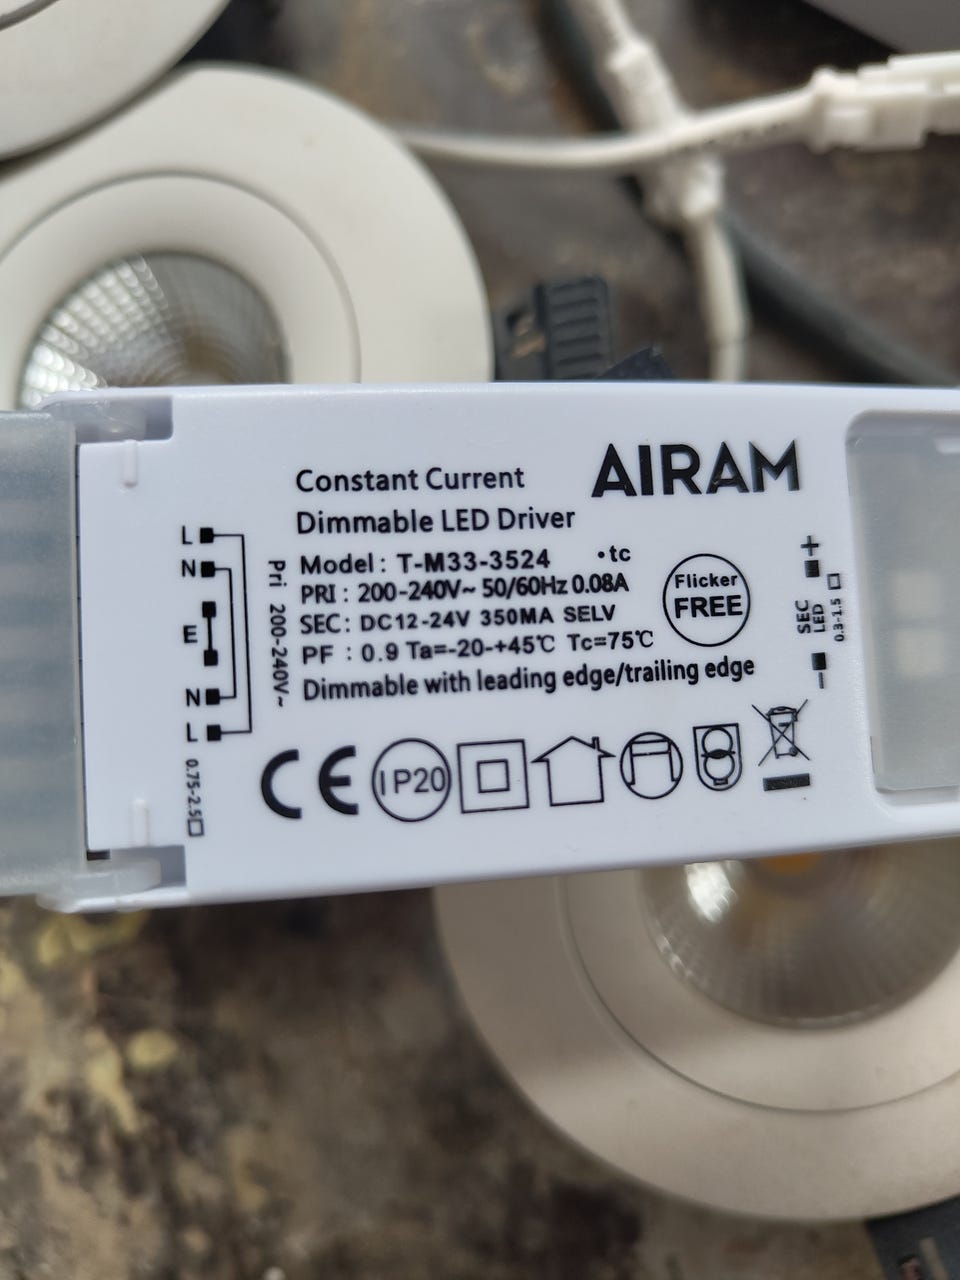 AIRAM
Constant Current
Dimmable LED Driver
Model : T-M33-3524 •tc
PRI : 200-240V~ 50/60Hz 0.08A
SEC: DC12-24V 350MA SELV
PF : 0.9 Ta=-20-+45℃ Tc=75℃
Dimmable with leading edge/trailing edge
Flicker
FREE
L
N
E
N
L
0.75-2.5□
Pri 200-240V~
+
SEC
LED
0.3-1.5 □
−
CE IP20